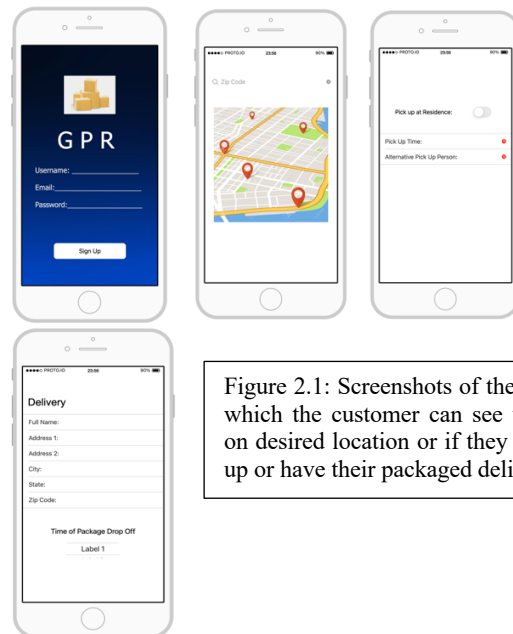 GPR
Username:
Email:
Password:
Sign Up
●●●●○ PROTO.IO 23:56 90%
Zip Code
●●●●○ PROTO.IO 23:56 90%
Pick up at Residence:
Pick Up Time:
Alternative Pick Up Person:
●●●●○ PROTO.IO 23:56 90%
Delivery
Full Name:
Address 1:
Address 2:
City:
State:
Zip Code:
Time of Package Drop Off
Label 1
Figure 2.1: Screenshots of the
which the customer can see
on desired location or if they
up or have their packaged deli